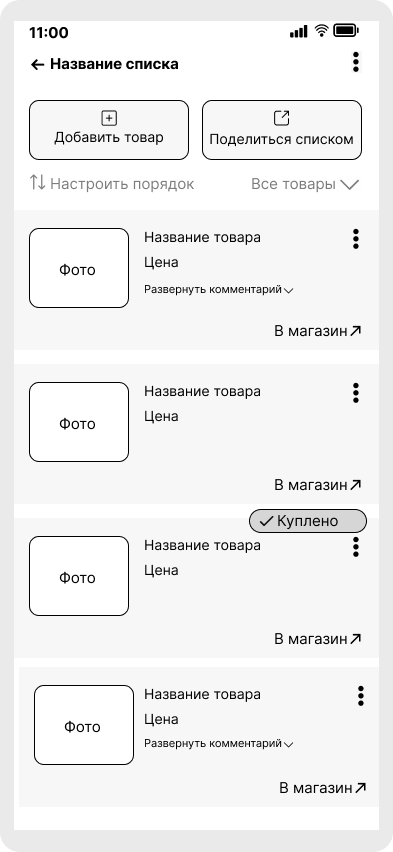 11:00
Название списка
Добавить товар
Поделиться списком
Настроить порядок
Все товары
Фото
Название товара
Цена
Развернуть комментарий
В магазин
Фото
Название товара
Цена
В магазин
Куплено
Фото
Название товара
Цена
В магазин
Фото
Название товара
Цена
Развернуть комментарий
В магазин